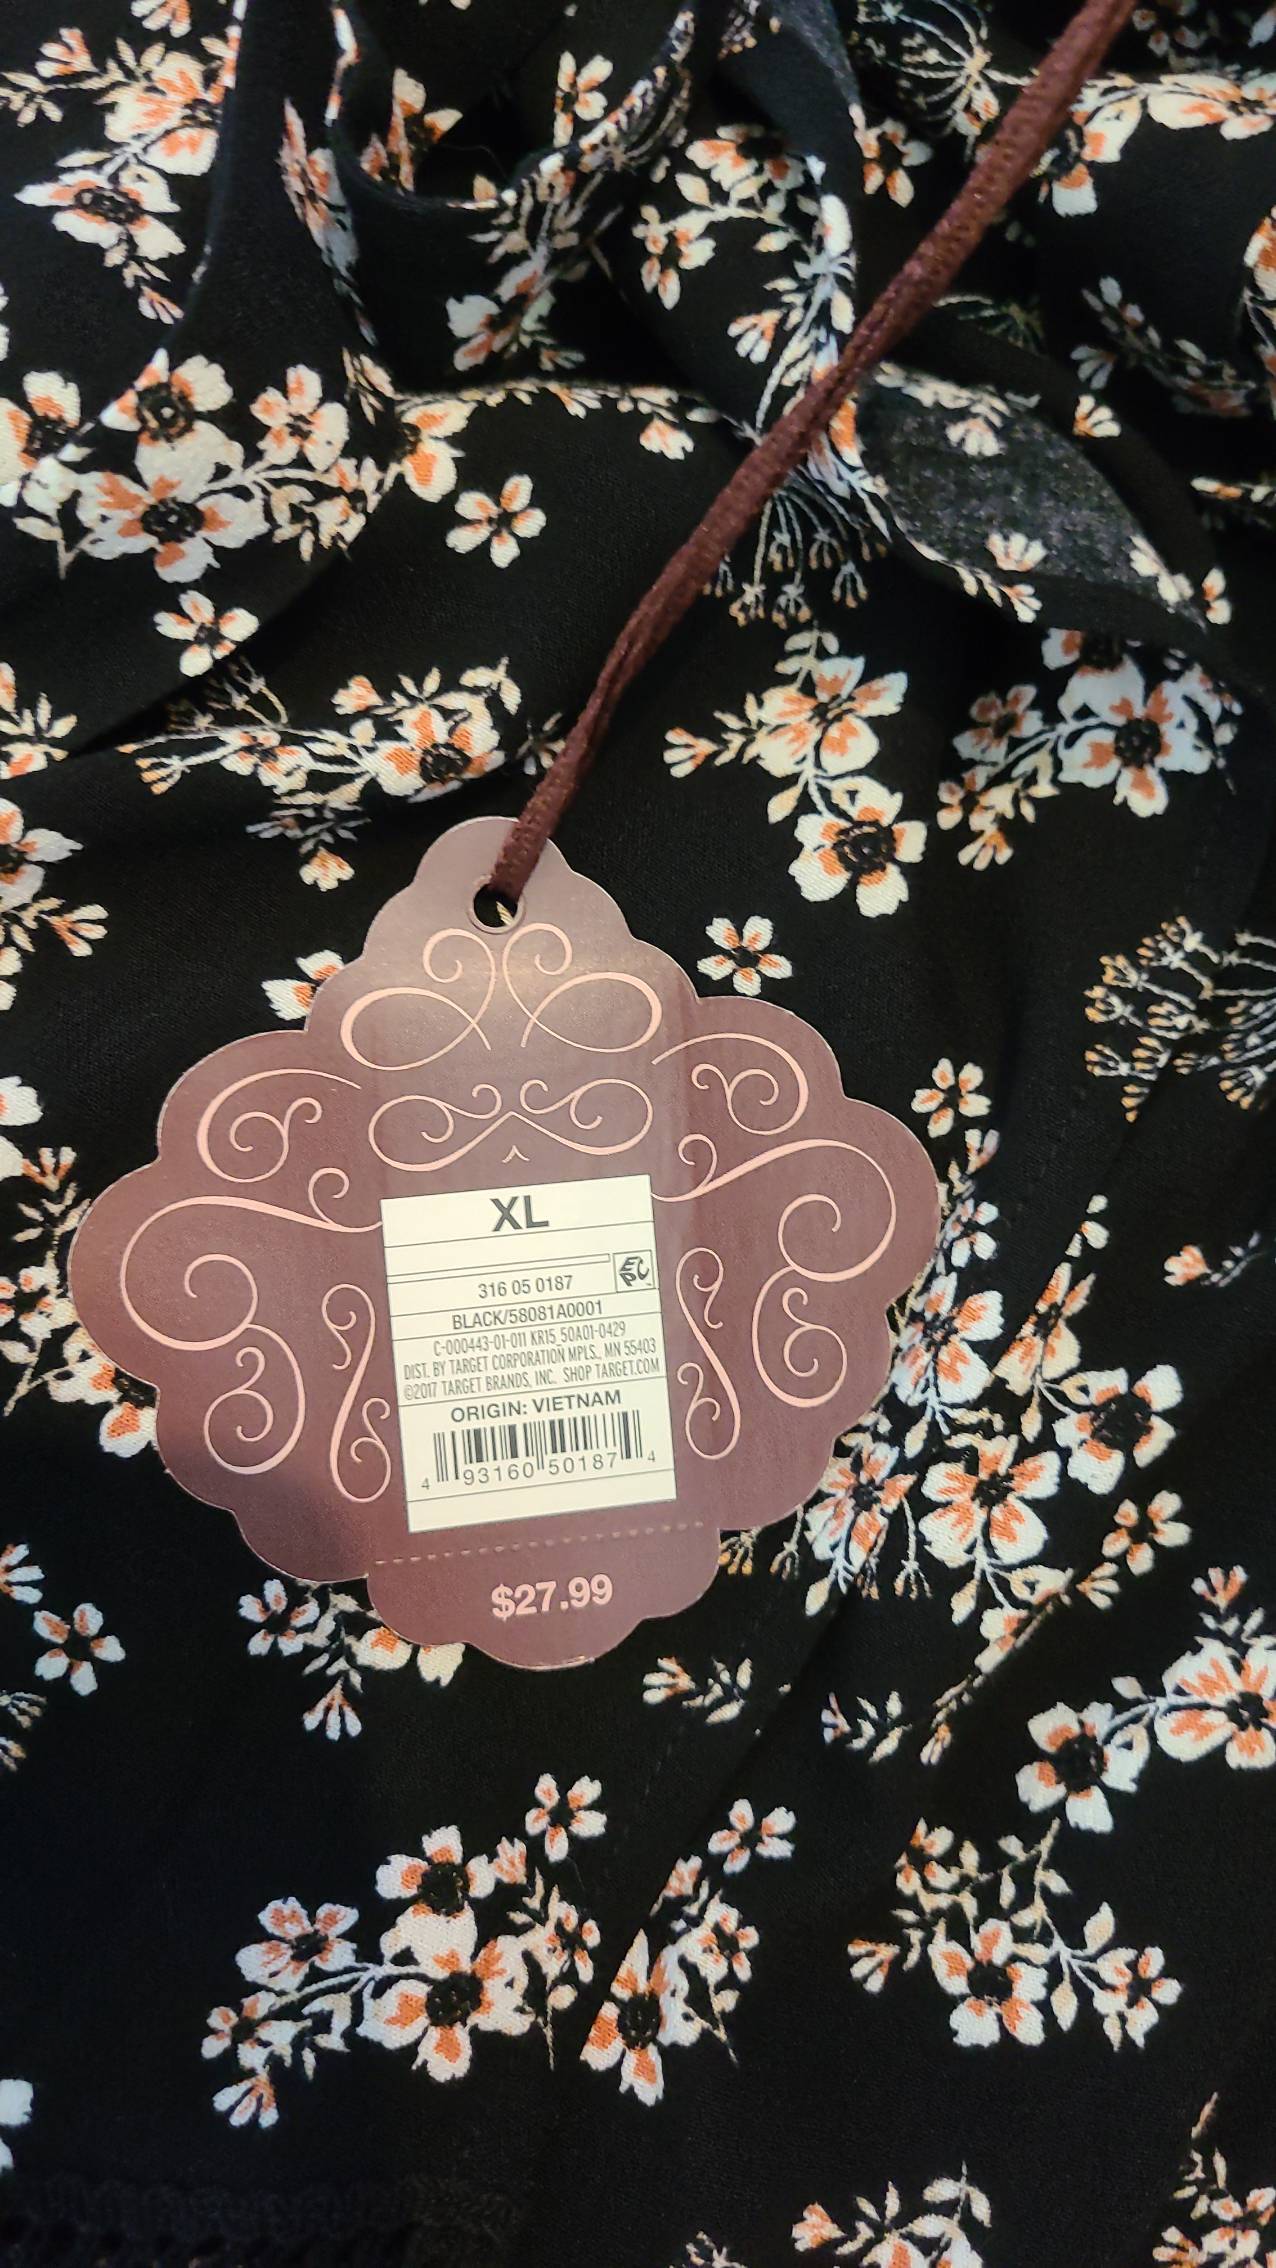 XL
EPC
316 05 0187
BLACK/58081A0001
C-000443-01-011 KR15_50A01-0429
DIST. BY TARGET CORPORATION MPLS., MN 55403
©2017 TARGET BRANDS, INC. SHOP TARGET.COM
ORIGIN: VIETNAM
4 93160 50187 4
$27.99